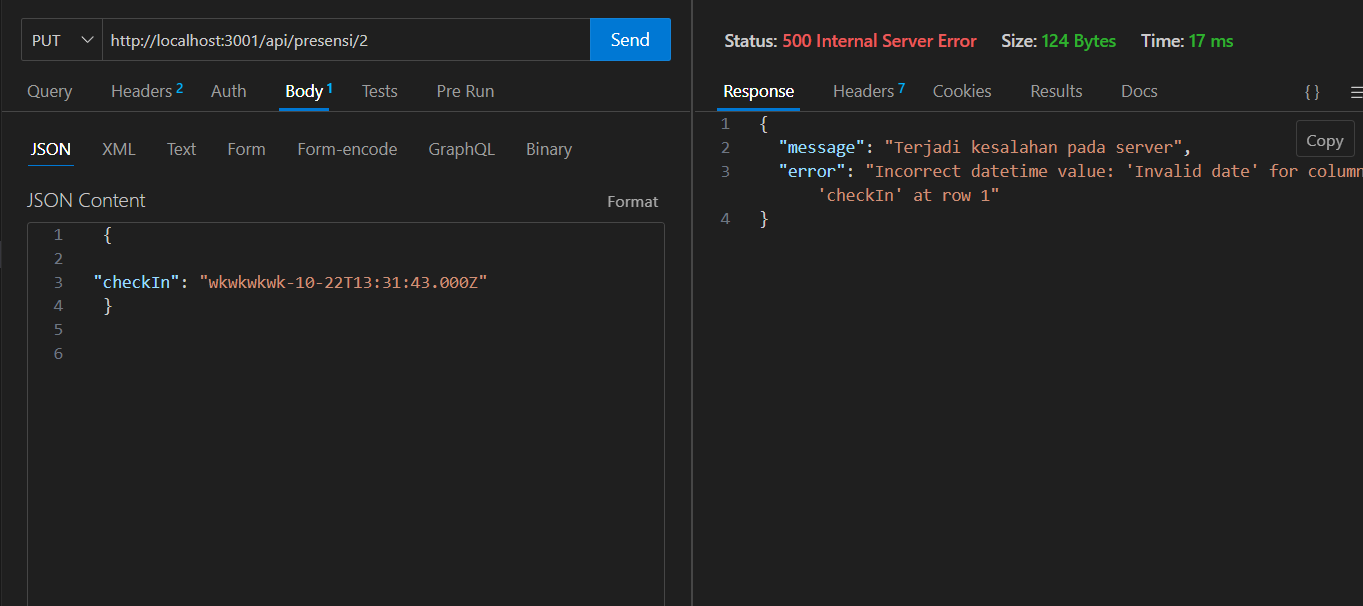 PUT http://localhost:3001/api/presensi/2 Send
Query Headers 2 Auth Body 1 Tests Pre Run
JSON XML Text Form Form-encode GraphQL Binary
JSON Content Format
1 {
2
3 "checkIn": "wkwkwkwk-10-22T13:31:43.000Z"
4 }
5
6
Status: 500 Internal Server Error Size: 124 Bytes Time: 17 ms
Response Headers 7 Cookies Results Docs { }
Copy
1 {
2 "message": "Terjadi kesalahan pada server",
3 "error": "Incorrect datetime value: 'Invalid date' for column
'checkIn' at row 1"
4 }